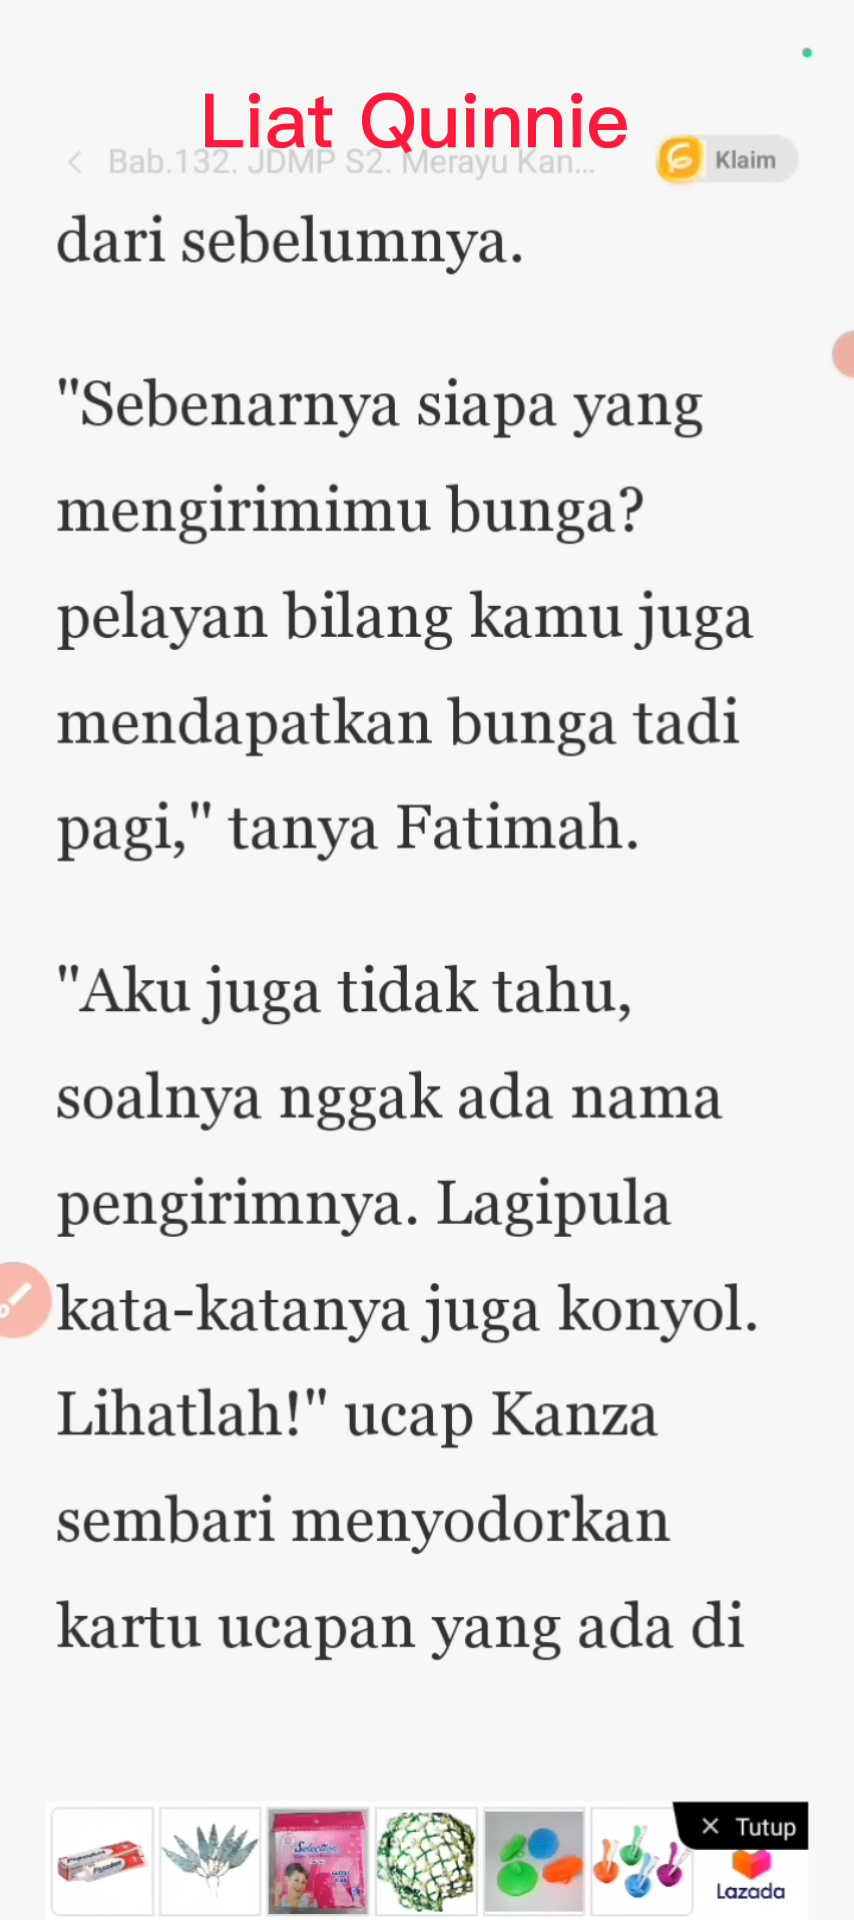 Liat Quinnie
Bab.132. JDMP S2. Merayu Kan...
Klaim
dari sebelumnya.
"Sebenarnya siapa yang
mengirimimu bunga?
pelayan bilang kamu juga
mendapatkan bunga tadi
pagi," tanya Fatimah.
"Aku juga tidak tahu,
soalnya nggak ada nama
pengirimnya. Lagipula
kata-katanya juga konyol.
Lihatlah!" ucap Kanza
sembari menyodorkan
kartu ucapan yang ada di
Tutup
Pepsodent
Selection
Lazada